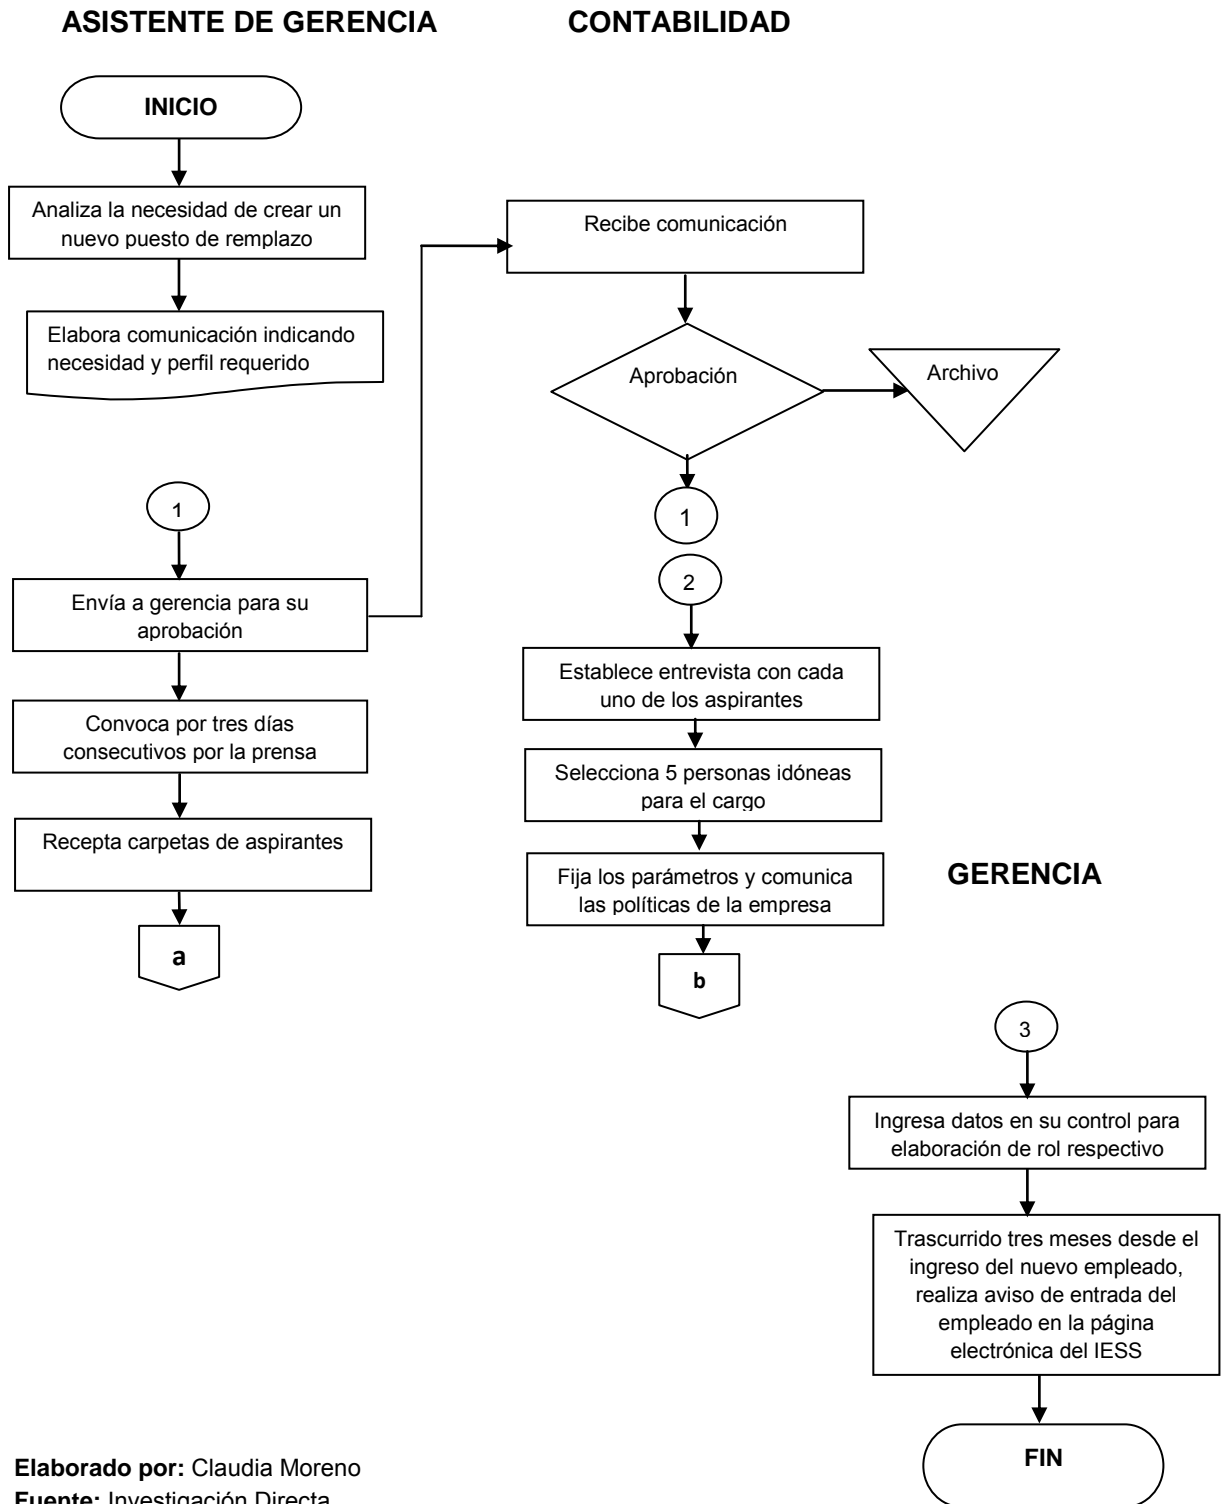 ASISTENTE DE GERENCIA
CONTABILIDAD
INICIO
Analiza la necesidad de crear un
nuevo puesto de remplazo
Elabora comunicación indicando
necesidad y perfil requerido
1
Envía a gerencia para su
aprobación
Convoca por tres días
consecutivos por la prensa
Recepta carpetas de aspirantes
a
Recibe comunicación
Aprobación
Archivo
1
2
Establece entrevista con cada
uno de los aspirantes
Selecciona 5 personas idóneas
para el cargo
Fija los parámetros y comunica
las políticas de la empresa
b
GERENCIA
3
Ingresa datos en su control para
elaboración de rol respectivo
Trascurrido tres meses desde el
ingreso del nuevo empleado,
realiza aviso de entrada del
empleado en la página
electrónica del IESS
FIN
Elaborado por: Claudia Moreno
Fuente: Investigación Directa